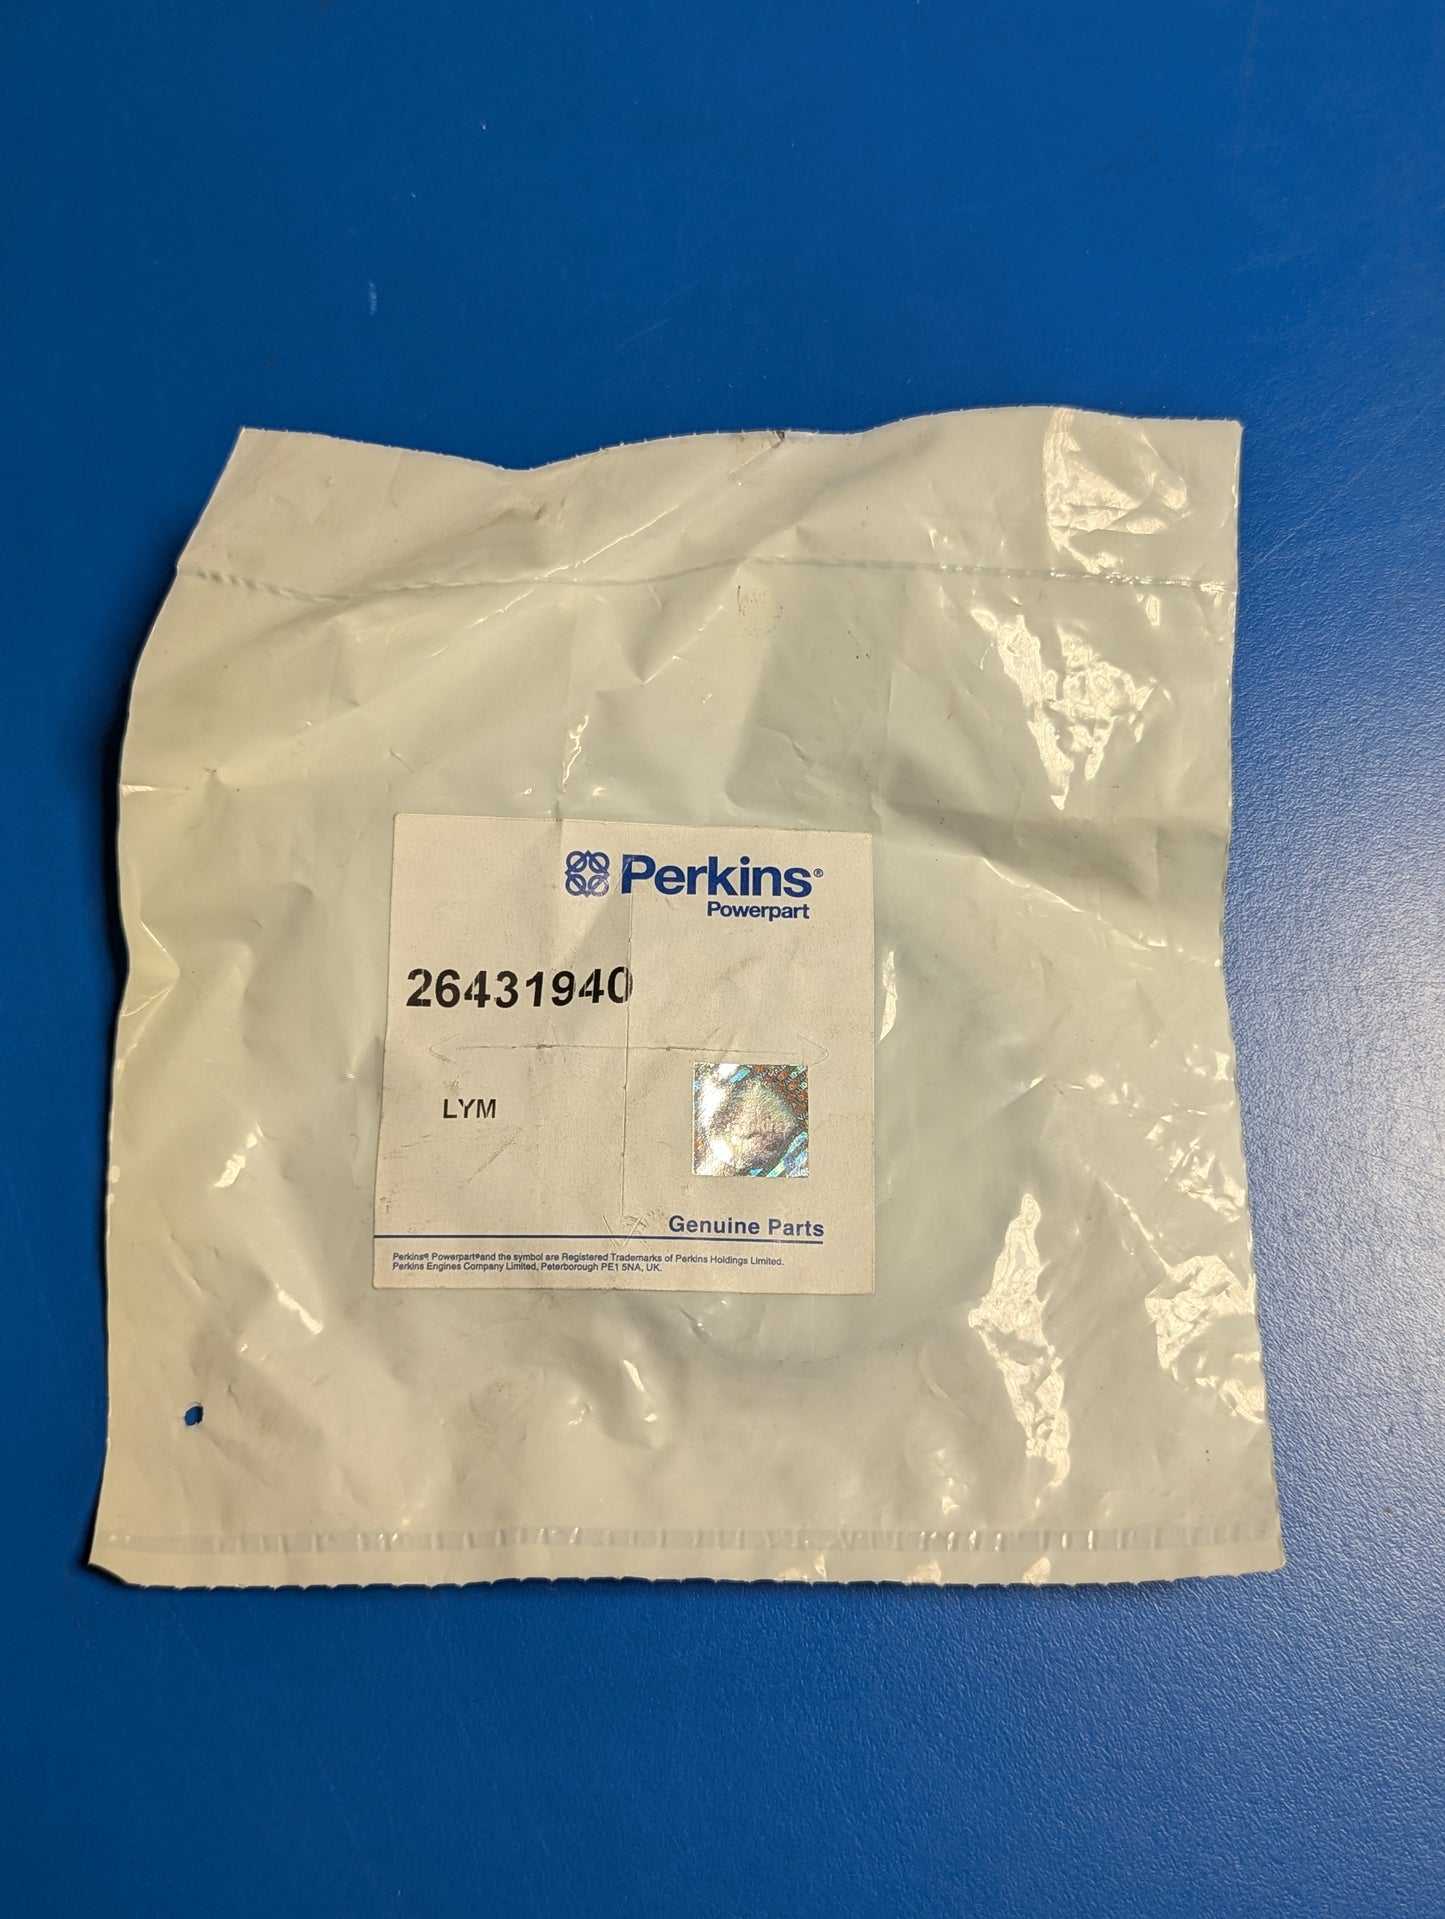 Perkins®
Powerpart
26431940
LYM
Genuine Parts
Perkins® Powerpart®and the symbol are Registered Trademarks of Perkins Holdings Limited.
Perkins Engines Company Limited, Peterborough PE1 5NA, UK.